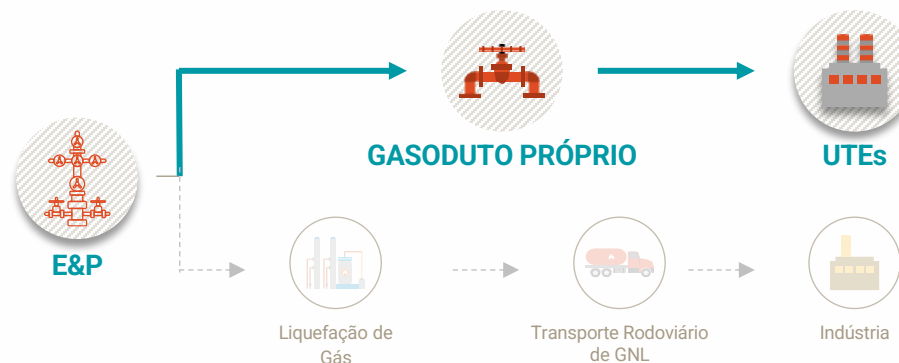 GASODUTO PRÓPRIO
UTEs
E&P
Liquefação de
Gás
Transporte Rodoviário
de GNL
Indústria